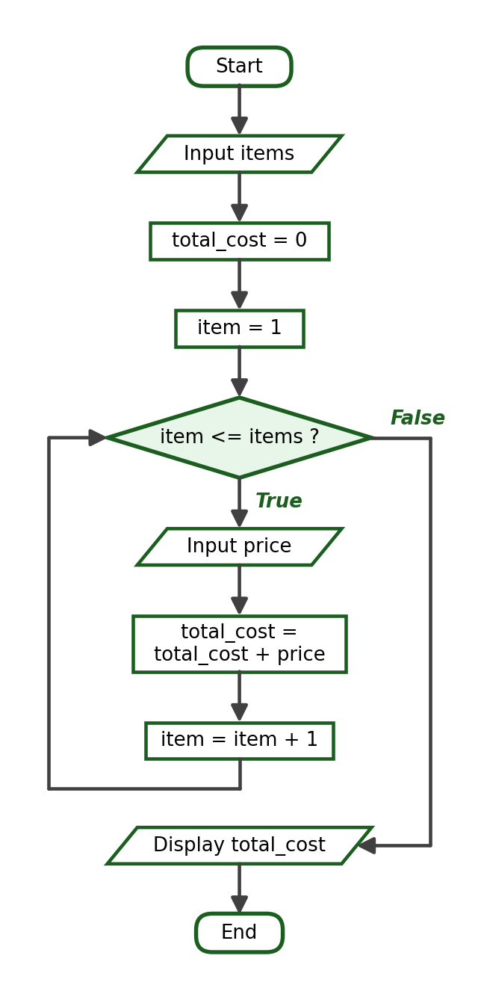 Start
Input items
total_cost = 0
item = 1
item <= items ?
False
True
Input price
total_cost =
total_cost + price
item = item + 1
Display total_cost
End